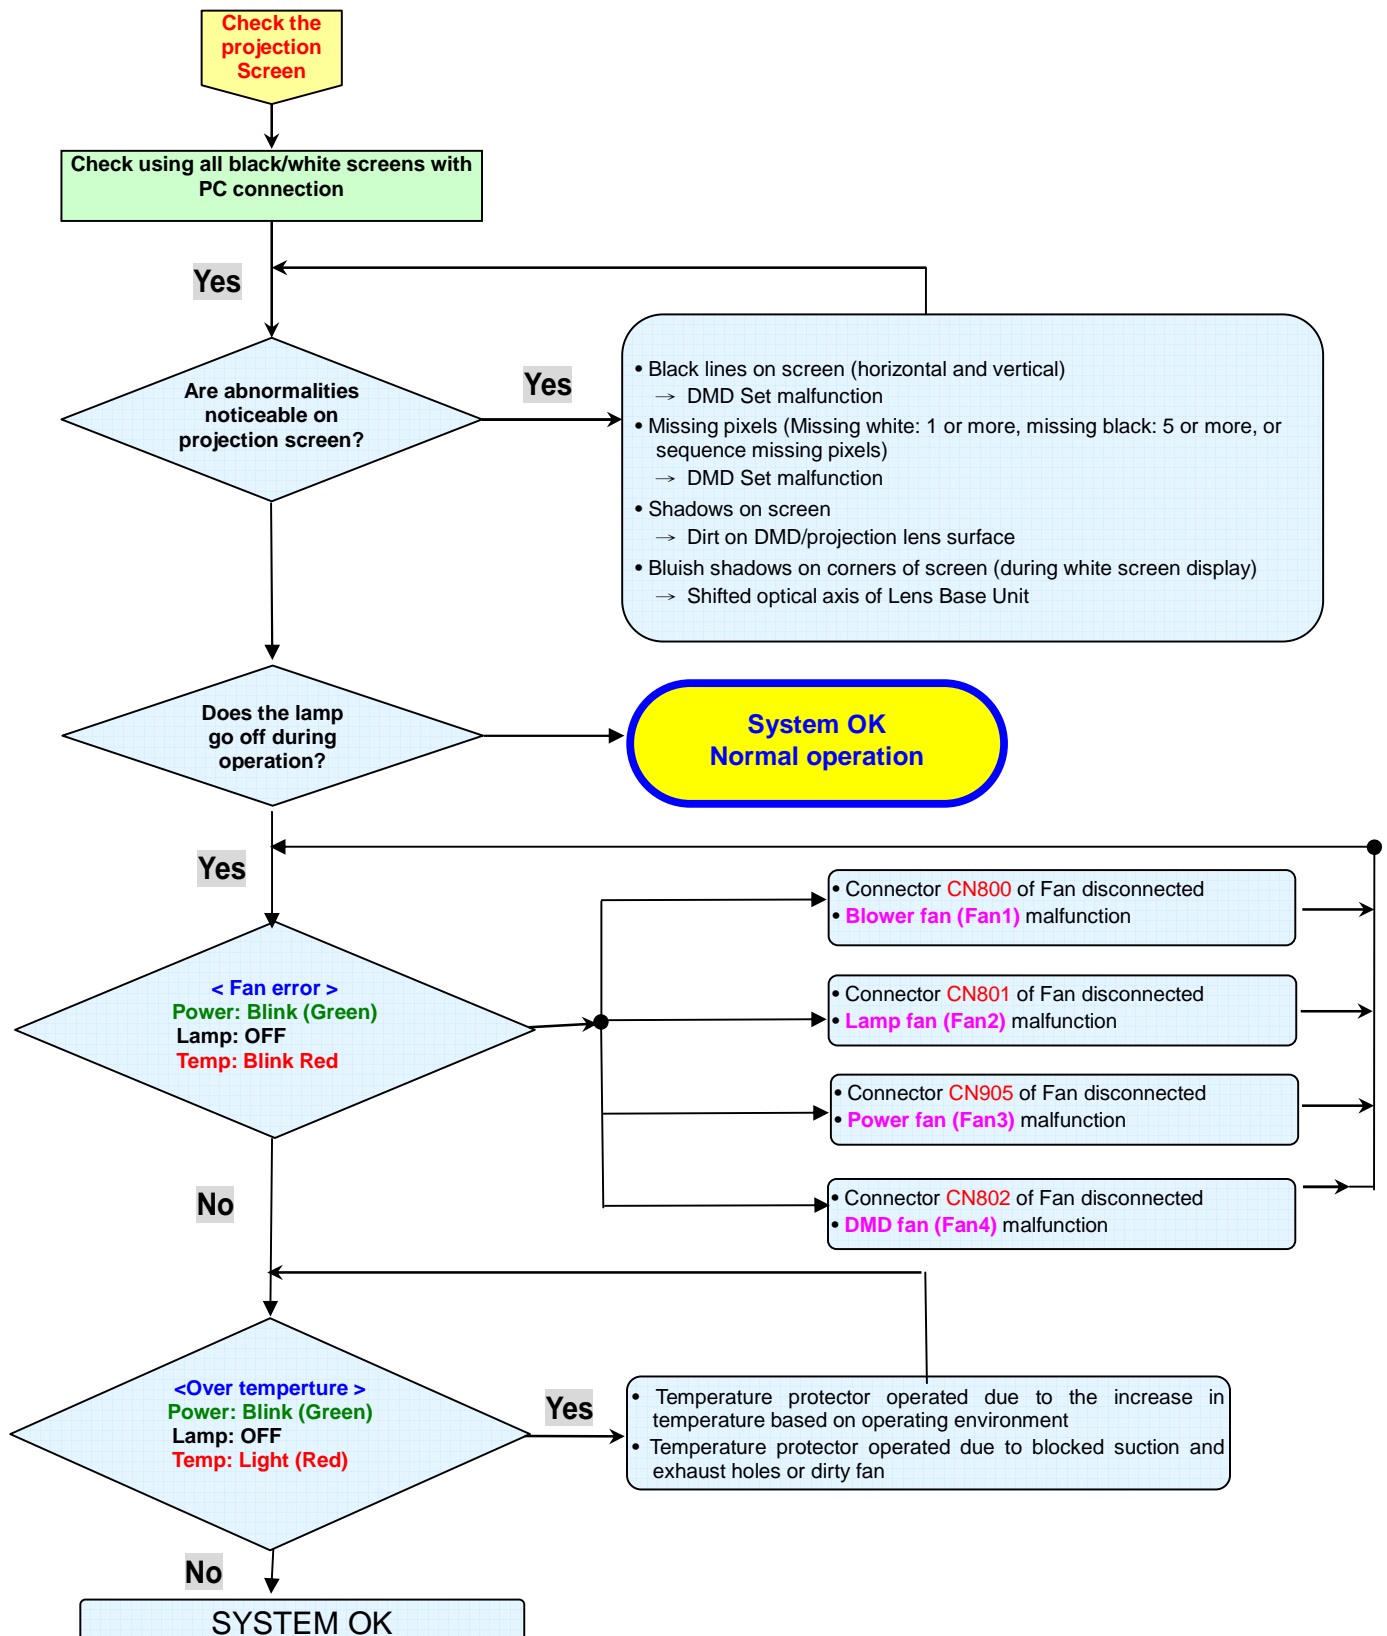 Check the
projection
Screen
Check using all black/white screens with
PC connection
Yes
Are abnormalities
noticeable on
projection screen?
Yes
• Black lines on screen (horizontal and vertical)
→ DMD Set malfunction
• Missing pixels (Missing white: 1 or more, missing black: 5 or more, or
sequence missing pixels)
→ DMD Set malfunction
• Shadows on screen
→ Dirt on DMD/projection lens surface
• Bluish shadows on corners of screen (during white screen display)
→ Shifted optical axis of Lens Base Unit
Does the lamp
go off during
operation?
System OK
Normal operation
Yes
• Connector CN800 of Fan disconnected
• Blower fan (Fan1) malfunction
< Fan error >
Power: Blink (Green)
Lamp: OFF
Temp: Blink Red
• Connector CN801 of Fan disconnected
• Lamp fan (Fan2) malfunction
• Connector CN905 of Fan disconnected
• Power fan (Fan3) malfunction
No
• Connector CN802 of Fan disconnected
• DMD fan (Fan4) malfunction
<Over temperture >
Power: Blink (Green)
Lamp: OFF
Temp: Light (Red)
Yes
• Temperature protector operated due to the increase in
temperature based on operating environment
• Temperature protector operated due to blocked suction and
exhaust holes or dirty fan
No
SYSTEM OK